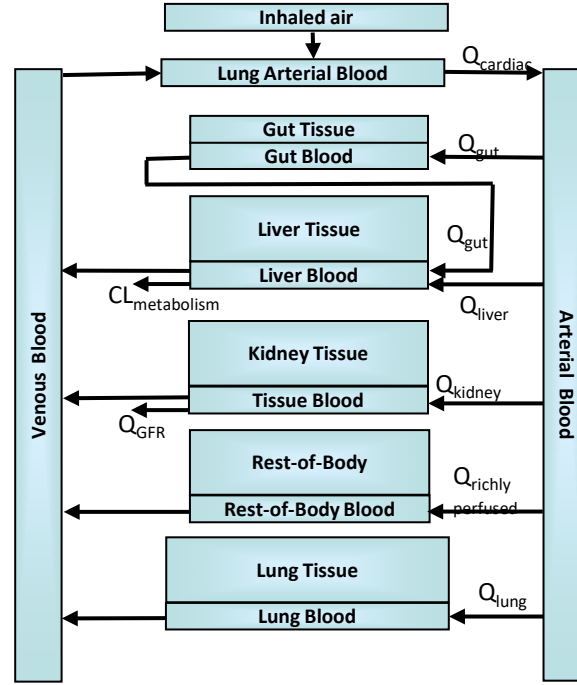 Inhaled air
Lung Arterial Blood
Qcardiac
Gut Tissue
Gut Blood
Qgut
Liver Tissue
Qgut
Liver Blood
CLmetabolism
Qliver
Kidney Tissue
Qkidney
Tissue Blood
QGFR
Rest-of-Body
Qrichly
perfused
Rest-of-Body Blood
Lung Tissue
Lung Blood
Qlung
Venous Blood
Arterial Blood